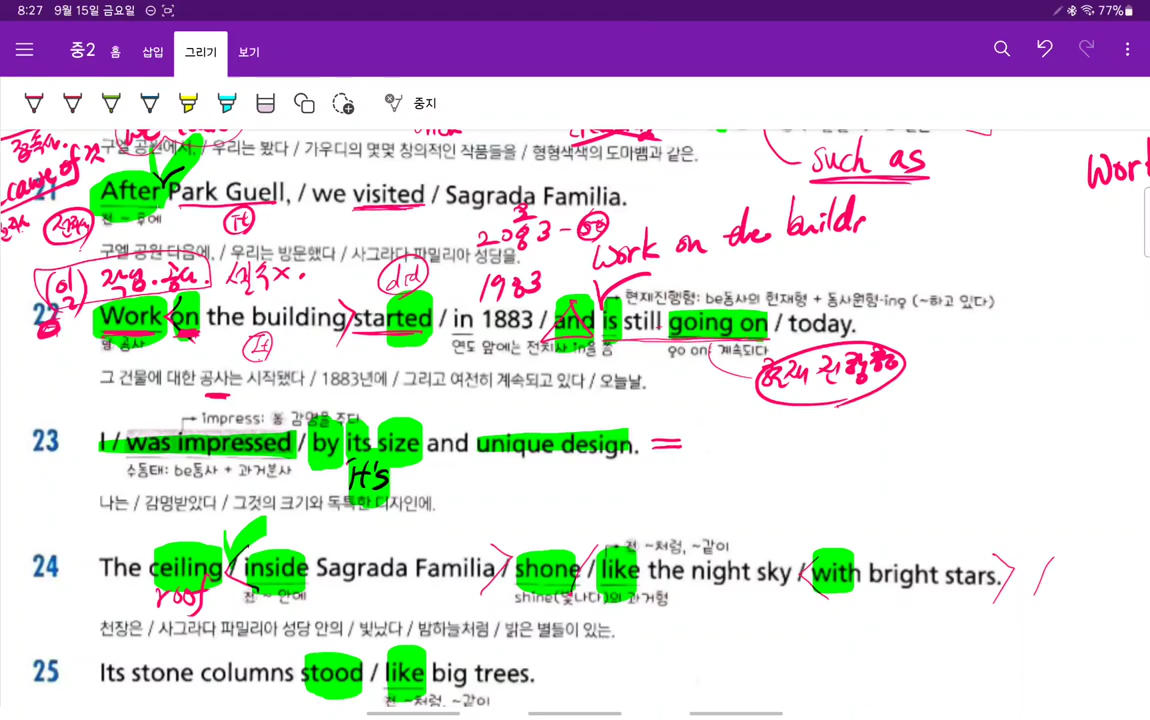 8:27 9월 15일 금요일 77%
중2 홈 삽입 그리기 보기
중지
구엘 공원에서, / 우리는 봤다 / 가우디의 몇몇 창의적인 작품들을 / 형형색색의 도마뱀과 같은.
such as
cause of
Work
After Park Guell, / we visited / Sagrada Familia.
전 ~ 후에
It
구엘 공원 다음에, / 우리는 방문했다 / 사그라다 파밀리아 성당을.
Work on the build
작업. 공사. 셀수x.
did
1983
현재진행형: be동사의 현재형 + 동사원형-ing (~하고 있다)
22 Work on the building started / in 1883 / and is still going on / today.
명 공사
It
연도 앞에는 전치사 in을 씀
go on: 계속되다
그 건물에 대한 공사는 시작됐다 / 1883년에 / 그리고 여전히 계속되고 있다 / 오늘날.
impress: 동 감명을 주다
23 I / was impressed / by its size and unique design. =
수동태: be동사 + 과거분사
it's
나는 / 감명받았다 / 그것의 크기와 독특한 디자인에.
전 ~처럼, ~같이
24 The ceiling / inside Sagrada Familia / shone / like the night sky / with bright stars.
roof
전 ~ 안에
shine(빛나다)의 과거형
천장은 / 사그라다 파밀리아 성당 안의 / 빛났다 / 밤하늘처럼 / 밝은 별들이 있는.
25 Its stone columns stood / like big trees.
전 ~처럼, ~같이